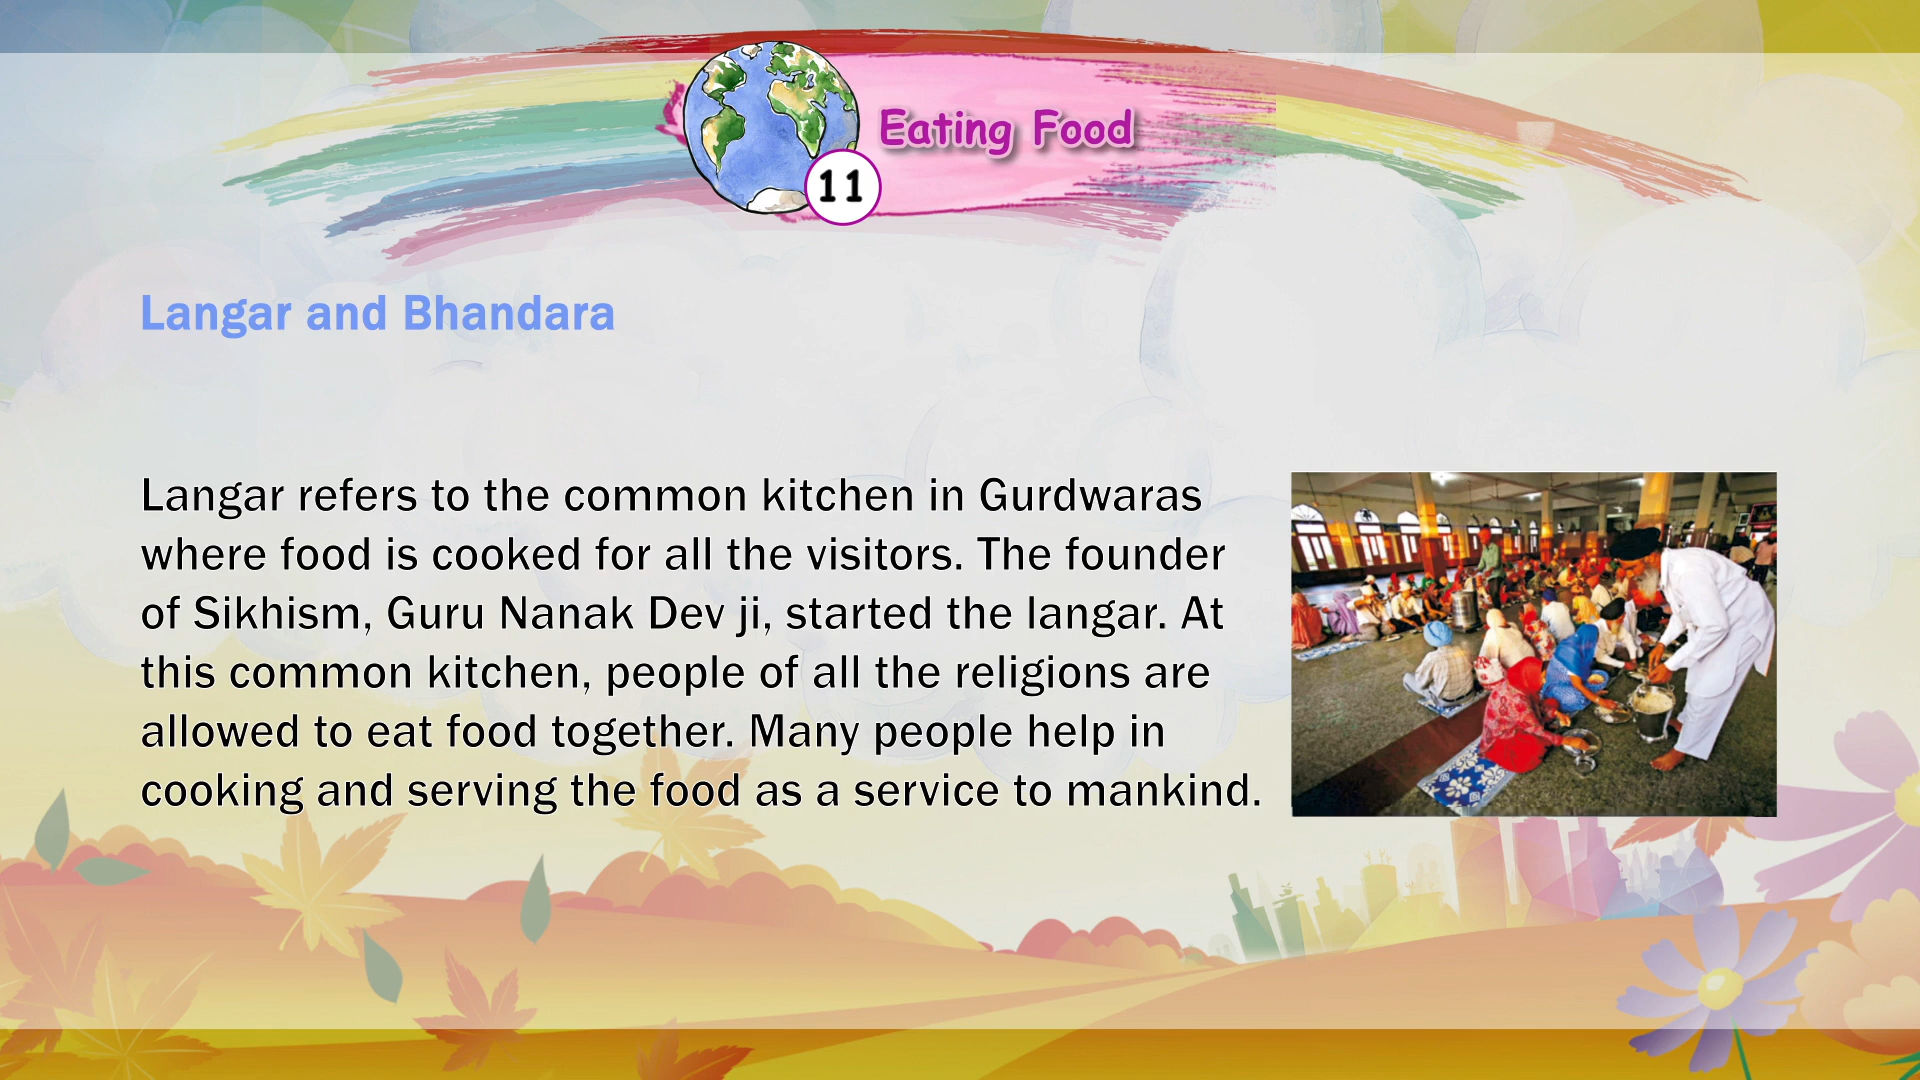 Eating Food
11
Langar and Bhandara
Langar refers to the common kitchen in Gurdwaras
where food is cooked for all the visitors. The founder
of Sikhism, Guru Nanak Dev ji, started the langar. At
this common kitchen, people of all the religions are
allowed to eat food together. Many people help in
cooking and serving the food as a service to mankind.